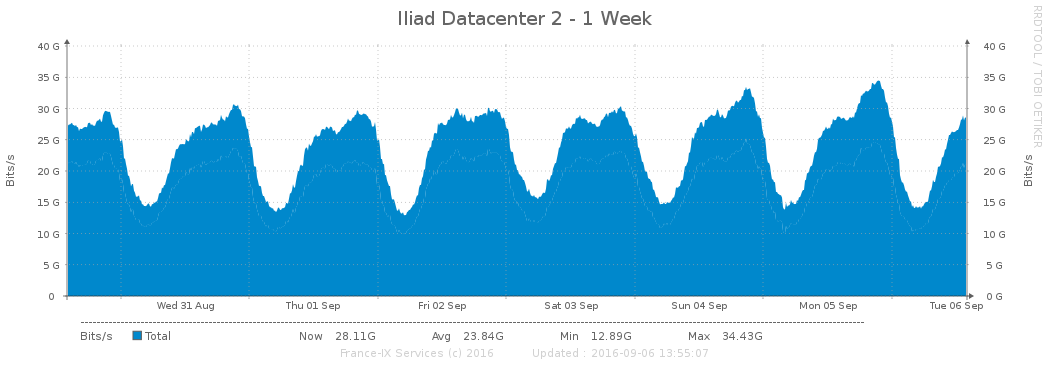 Iliad Datacenter 2 - 1 Week
RRDTOOL / TOBI OETIKER
40 G 40 G
35 G 35 G
30 G 30 G
25 G 25 G
20 G 20 G
15 G 15 G
10 G 10 G
5 G 5 G
0 0 G
Bits/s Bits/s
Wed 31 Aug Thu 01 Sep Fri 02 Sep Sat 03 Sep Sun 04 Sep Mon 05 Sep Tue 06 Sep
Bits/s Total Now 28.11G Avg 23.84G Min 12.89G Max 34.43G
France-IX Services (c) 2016 Updated : 2016-09-06 13:55:07